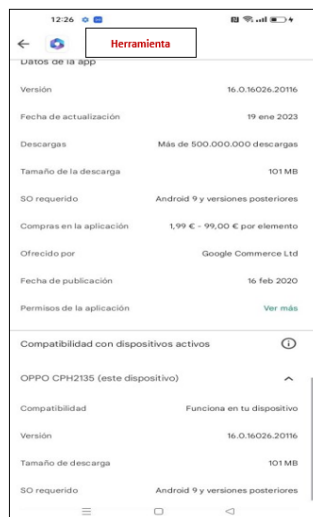 12:26
Herramienta
Datos de la app
Versión 16.0.16026.20116
Fecha de actualización 19 ene 2023
Descargas Más de 500.000.000 descargas
Tamaño de la descarga 101 MB
SO requerido Android 9 y versiones posteriores
Compras en la aplicación 1,99 € - 99,00 € por elemento
Ofrecido por Google Commerce Ltd
Fecha de publicación 16 feb 2020
Permisos de la aplicación Ver más
Compatibilidad con dispositivos activos
OPPO CPH2135 (este dispositivo)
Compatibilidad Funciona en tu dispositivo
Versión 16.0.16026.20116
Tamaño de descarga 101 MB
SO requerido Android 9 y versiones posteriores